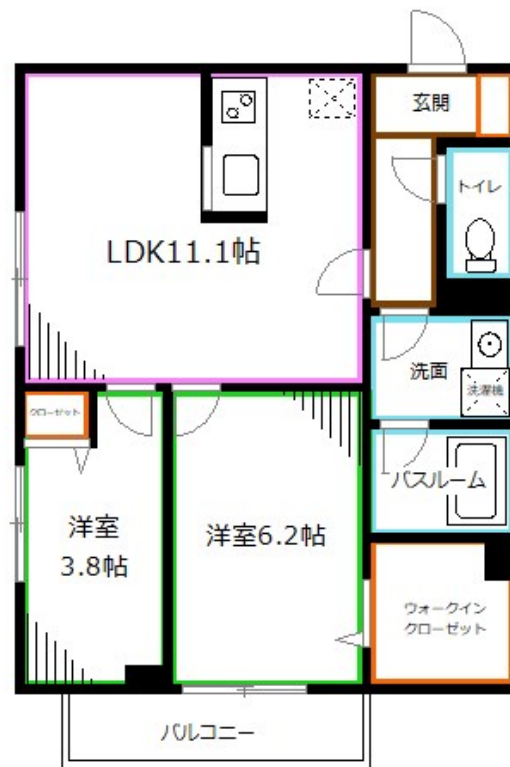 玄関
トイレ
LDK11.1帖
洗面
洗濯機
クローゼット
バスルーム
洋室
3.8帖
洋室6.2帖
ウォークイン
クローゼット
バルコニー